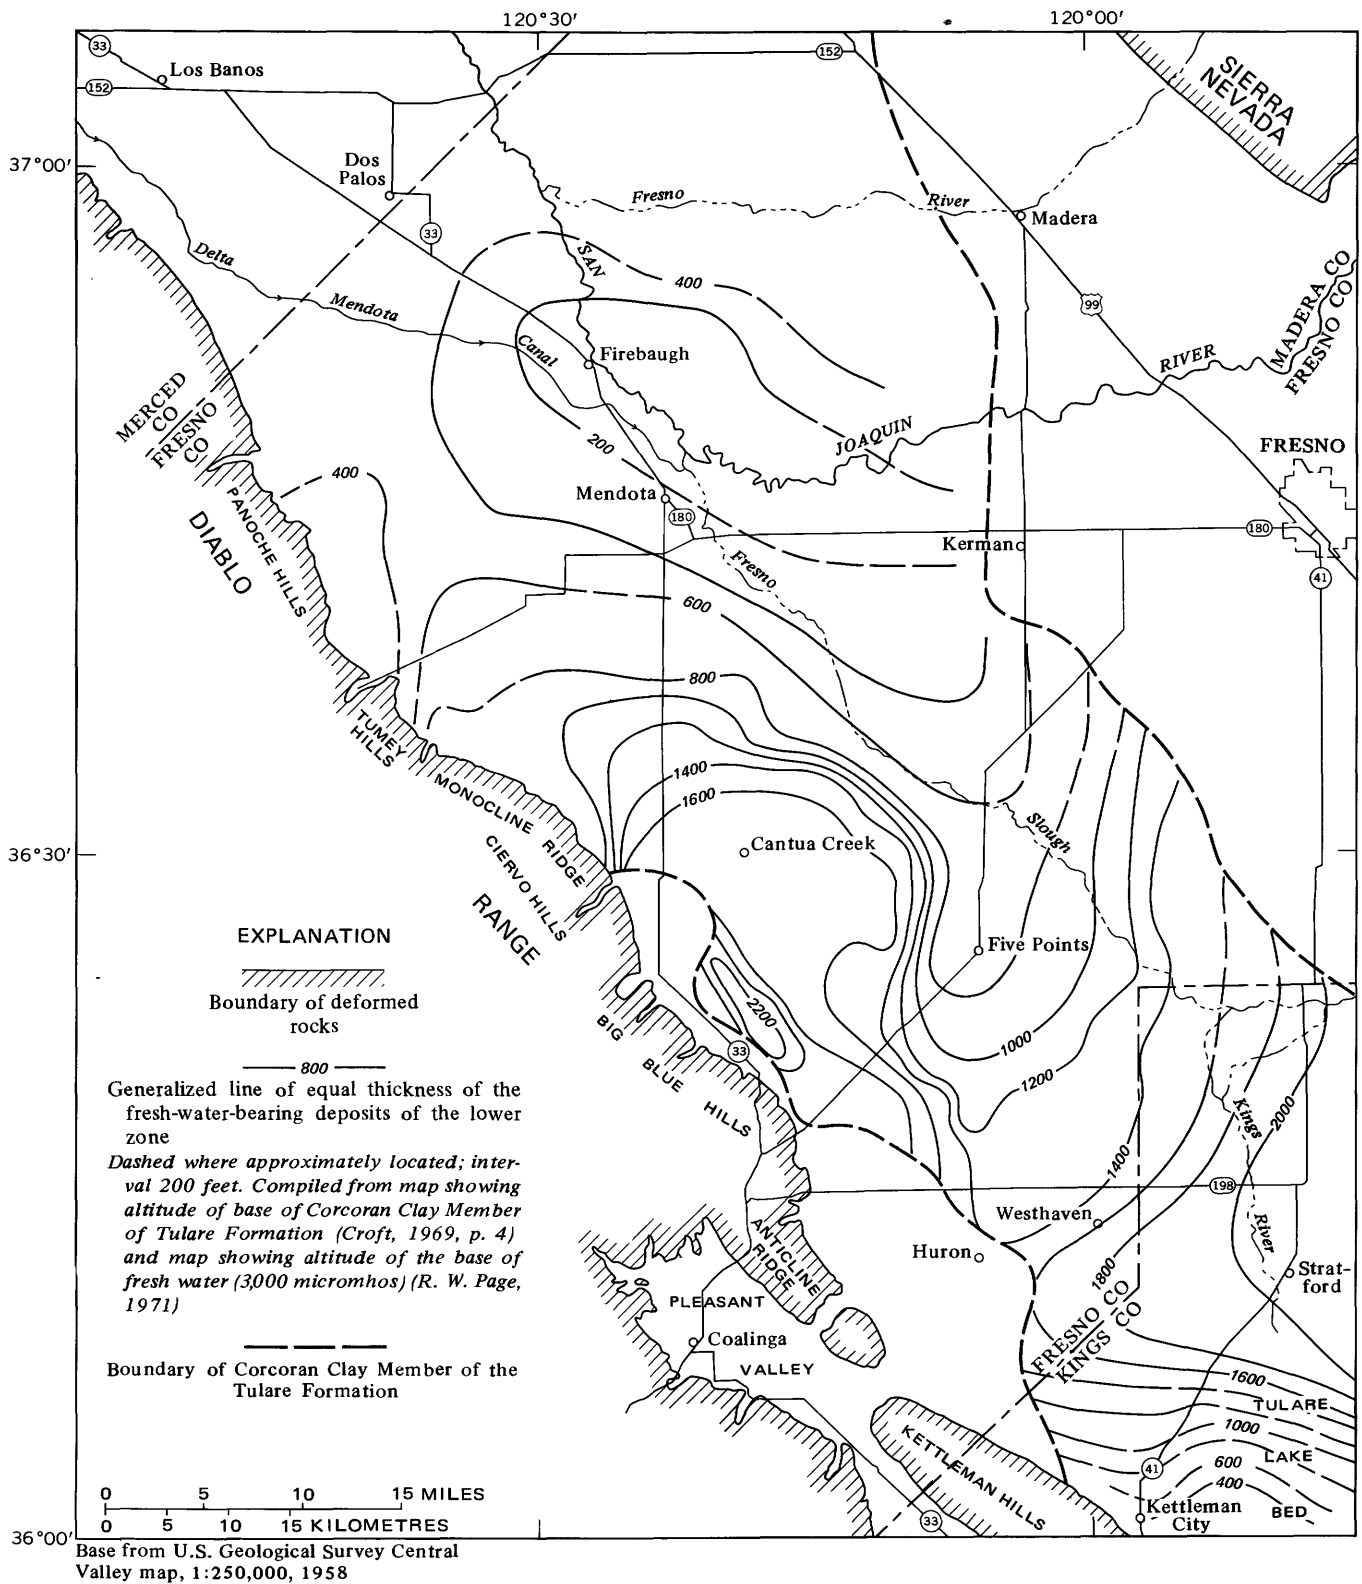 120°30'
120°00'
33
152
Los Banos
152
SIERRA
NEVADA
37°00'
Dos
Palos
33
Fresno
River
Madera
Delta
SAN
400
Mendota
99
MADERA CO
FRESNO CO
Canal
Firebaugh
RIVER
MERCED
CO
FRESNO
CO
200
JOAQUIN
FRESNO
400
Mendota
180
180
PANOCHE HILLS
DIABLO
Kerman
Fresno
41
600
800
TUMEY
HILLS
1400
MONOCLINE RIDGE
1600
Slough
Cantua Creek
36°30'
CIERVO HILLS
RANGE
EXPLANATION
Five Points
Boundary of deformed
rocks
2200
BIG
BLUE
HILLS
33
1000
1200
800
Generalized line of equal thickness of the
fresh-water-bearing deposits of the lower
zone
Dashed where approximately located; inter-
val 200 feet. Compiled from map showing
altitude of base of Corcoran Clay Member
of Tulare Formation (Croft, 1969, p. 4)
and map showing altitude of the base of
fresh water (3,000 micromhos) (R. W. Page,
1971)
Kings
2000
1400
198
Westhaven
River
ANTICLINE
RIDGE
Huron
1800
Strat-
ford
PLEASANT
FRESNO CO
KINGS CO
Coalinga
VALLEY
Boundary of Corcoran Clay Member of the
Tulare Formation
1600
TULARE
1000
LAKE
KETTLEMAN HILLS
41
600
400
BED
Kettleman
City
33
0 5 10 15 MILES
0 5 10 15 KILOMETRES
36°00'
Base from U.S. Geological Survey Central
Valley map, 1:250,000, 1958